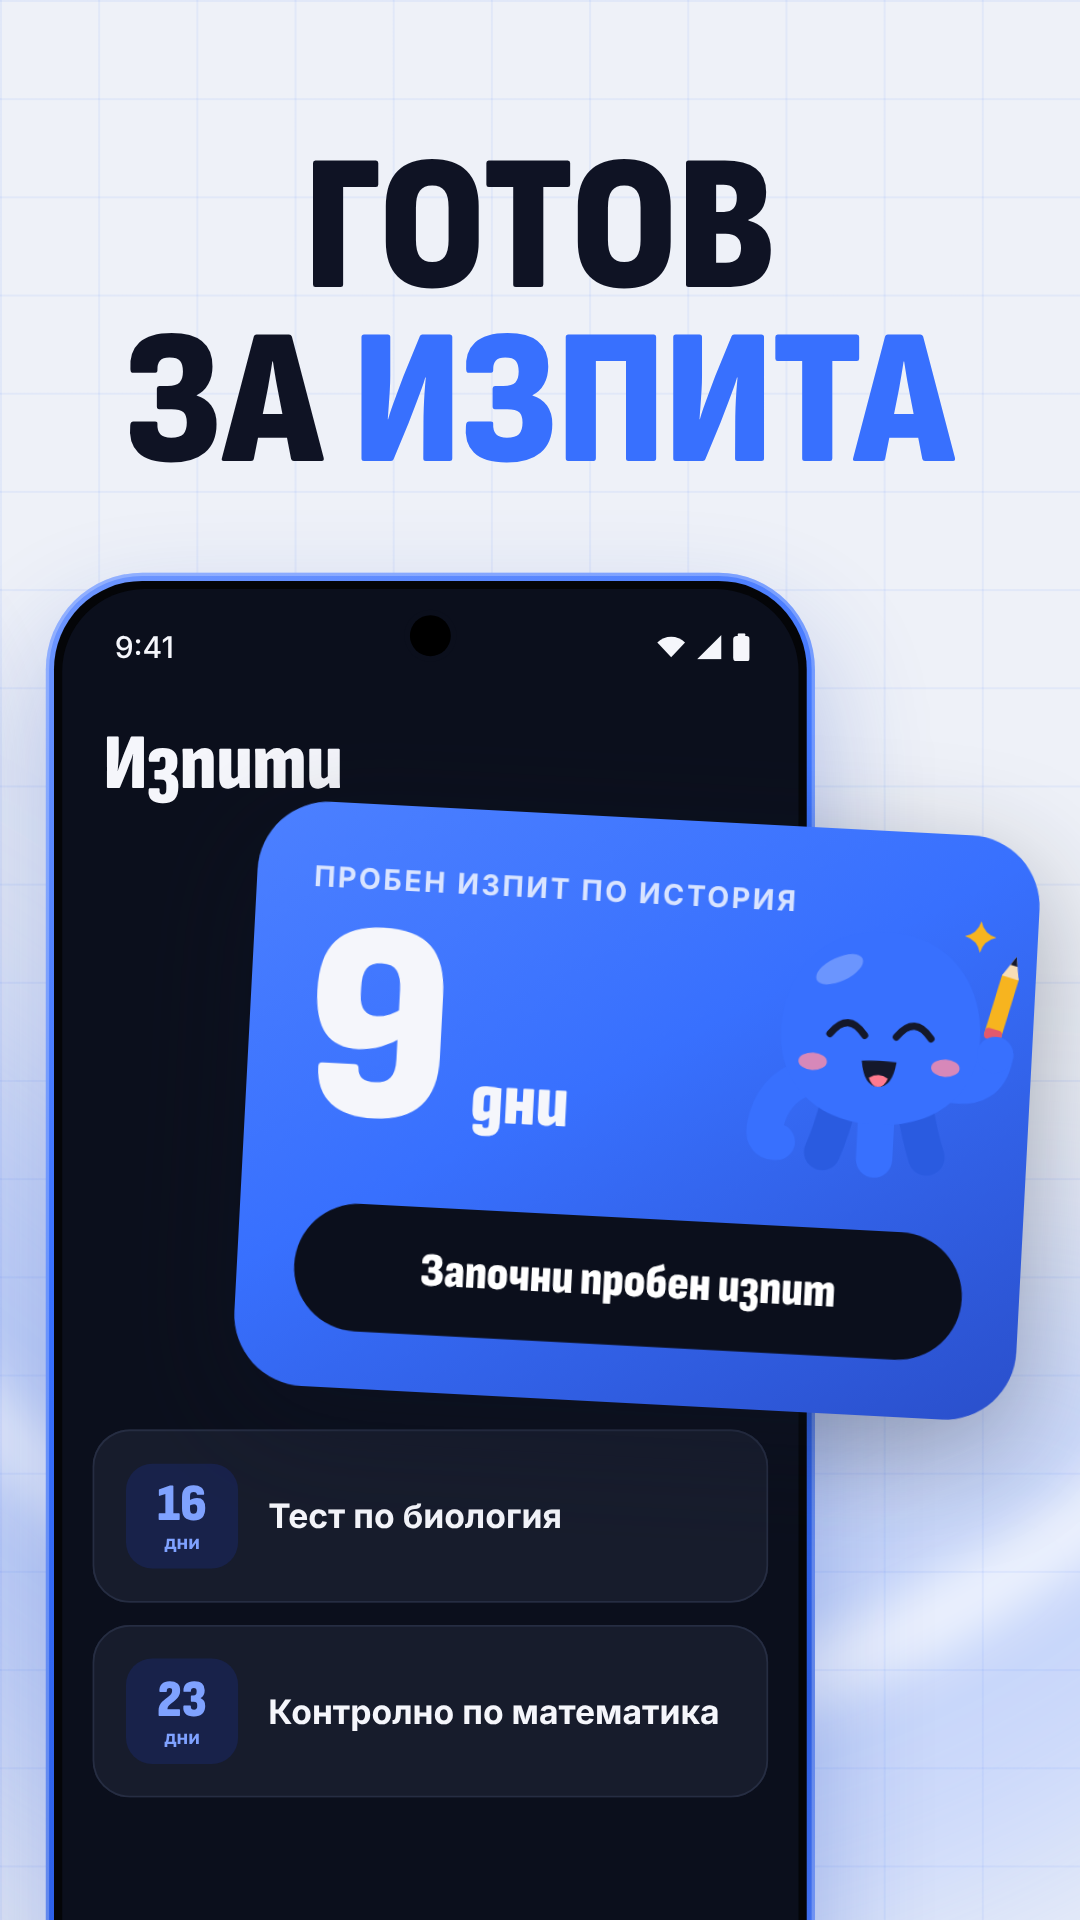 ГОТОВ
ЗА ИЗПИТА
9:41
Изпити
ПРОБЕН ИЗПИТ ПО ИСТОРИЯ
9 дни
Започни пробен изпит
16
дни
Тест по биология
23
дни
Контролно по математика